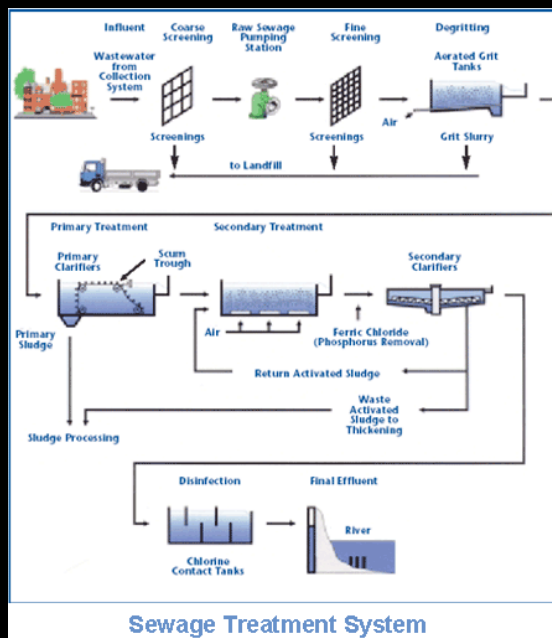 Influent
Coarse
Screening
Raw Sewage
Pumping
Station
Fine
Screening
Degritting
Wastewater
from
Collection
System
Aerated Grit
Tanks
Air
Screenings
Screenings
Grit Slurry
to Landfill
Primary Treatment
Secondary Treatment
Primary
Clarifiers
Scum
Trough
Secondary
Clarifiers
Primary
Sludge
Air
Ferric Chloride
(Phosphorus Removal)
Return Activated Sludge
Waste
Activated
Sludge to
Thickening
Sludge Processing
Disinfection
Final Effluent
River
Chlorine
Contact Tanks
Sewage Treatment System